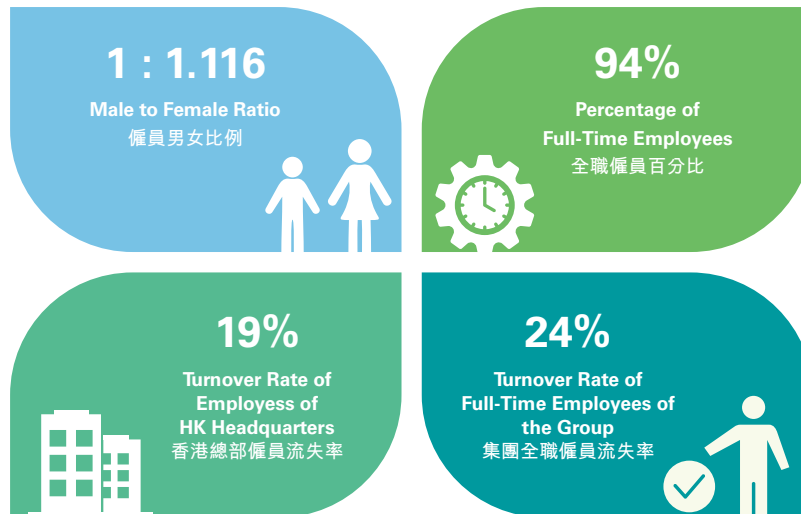 1 : 1.116
Male to Female Ratio
僱員男女比例
94%
Percentage of
Full-Time Employees
全職僱員百分比
19%
Turnover Rate of
Employess of
HK Headquarters
香港總部僱員流失率
24%
Turnover Rate of
Full-Time Employees of
the Group
集團全職僱員流失率